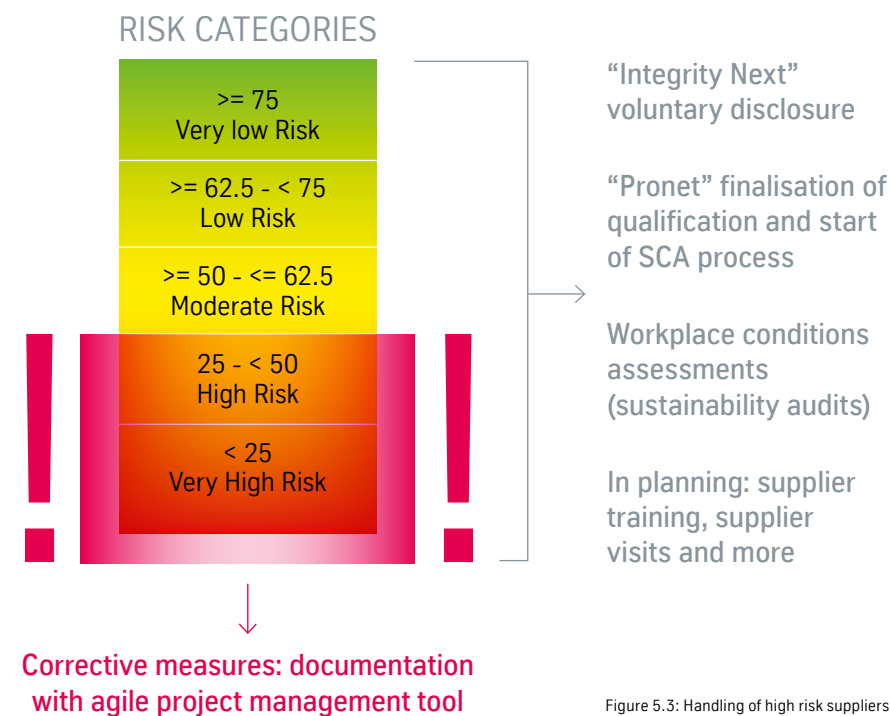 RISK CATEGORIES
>= 75
Very low Risk
>= 62.5 - < 75
Low Risk
>= 50 - <= 62.5
Moderate Risk
25 - < 50
High Risk
< 25
Very High Risk
!
!
“Integrity Next”
voluntary disclosure
“Pronet” finalisation of
qualification and start
of SCA process
Workplace conditions
assessments
(sustainability audits)
In planning: supplier
training, supplier
visits and more
Corrective measures: documentation
with agile project management tool
Figure 5.3: Handling of high risk suppliers